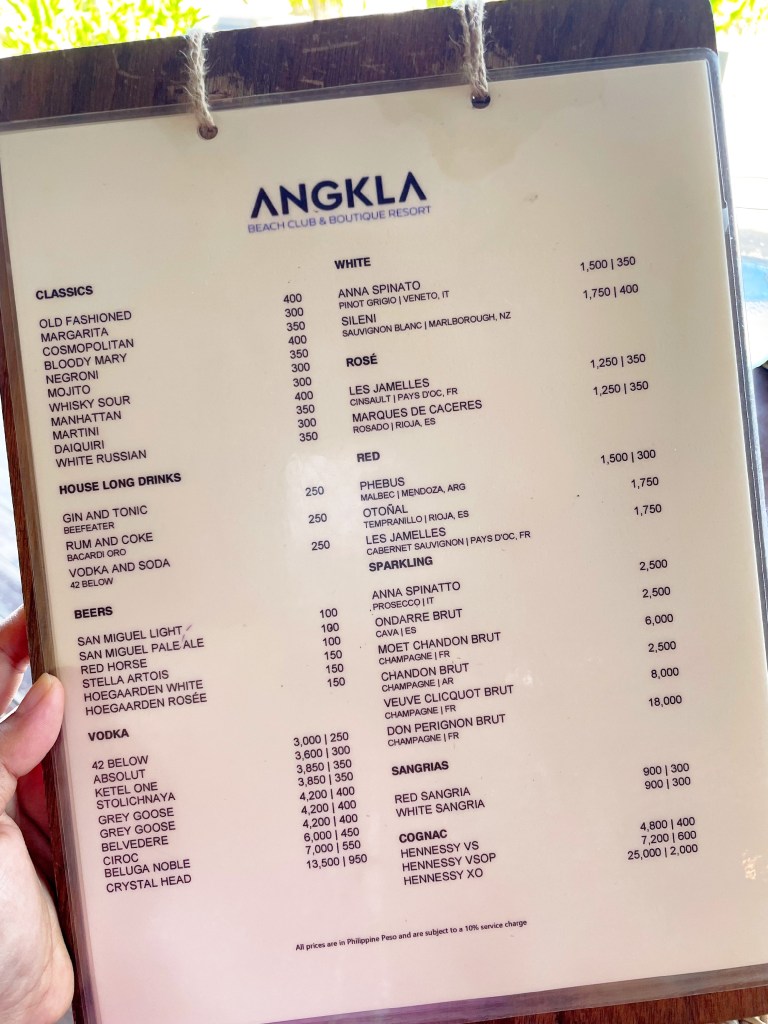 ANGKLA
BEACH CLUB & BOUTIQUE RESORT
CLASSICS
OLD FASHIONED 400
MARGARITA 300
COSMOPOLITAN 350
BLOODY MARY 400
NEGRONI 350
MOJITO 300
WHISKY SOUR 300
MANHATTAN 400
MARTINI 350
DAIQUIRI 300
WHITE RUSSIAN 350
HOUSE LONG DRINKS
GIN AND TONIC 250
BEEFEATER
RUM AND COKE 250
BACARDI ORO
VODKA AND SODA 250
42 BELOW
BEERS
SAN MIGUEL LIGHT 100
SAN MIGUEL PALE ALE 100
RED HORSE 100
STELLA ARTOIS 150
HOEGAARDEN WHITE 150
HOEGAARDEN ROSÉE 150
VODKA
42 BELOW 3,000 | 250
ABSOLUT 3,600 | 300
KETEL ONE 3,850 | 350
STOLICHNAYA 3,850 | 350
GREY GOOSE 4,200 | 400
GREY GOOSE 4,200 | 400
BELVEDERE 4,200 | 400
CIROC 6,000 | 450
BELUGA NOBLE 7,000 | 550
CRYSTAL HEAD 13,500 | 950
WHITE
ANNA SPINATO 1,500 | 350
PINOT GRIGIO | VENETO, IT
SILENI 1,750 | 400
SAUVIGNON BLANC | MARLBOROUGH, NZ
ROSÉ
LES JAMELLES 1,250 | 350
CINSAULT | PAYS D'OC, FR
MARQUES DE CACERES 1,250 | 350
ROSADO | RIOJA, ES
RED
PHEBUS 1,500 | 300
MALBEC | MENDOZA, ARG
OTOÑAL 1,750
TEMPRANILLO | RIOJA, ES
LES JAMELLES 1,750
CABERNET SAUVIGNON | PAYS D'OC, FR
SPARKLING
ANNA SPINATTO 2,500
PROSECCO | IT
ONDARRE BRUT 2,500
CAVA | ES
MOET CHANDON BRUT 6,000
CHAMPAGNE | FR
CHANDON BRUT 2,500
CHAMPAGNE | AR
VEUVE CLICQUOT BRUT 8,000
CHAMPAGNE | FR
DON PERIGNON BRUT 18,000
CHAMPAGNE | FR
SANGRIAS
RED SANGRIA 900 | 300
WHITE SANGRIA 900 | 300
COGNAC
HENNESSY VS 4,800 | 400
HENNESSY VSOP 7,200 | 600
HENNESSY XO 25,000 | 2,000
All prices are in Philippine Peso and are subject to a 10% service charge